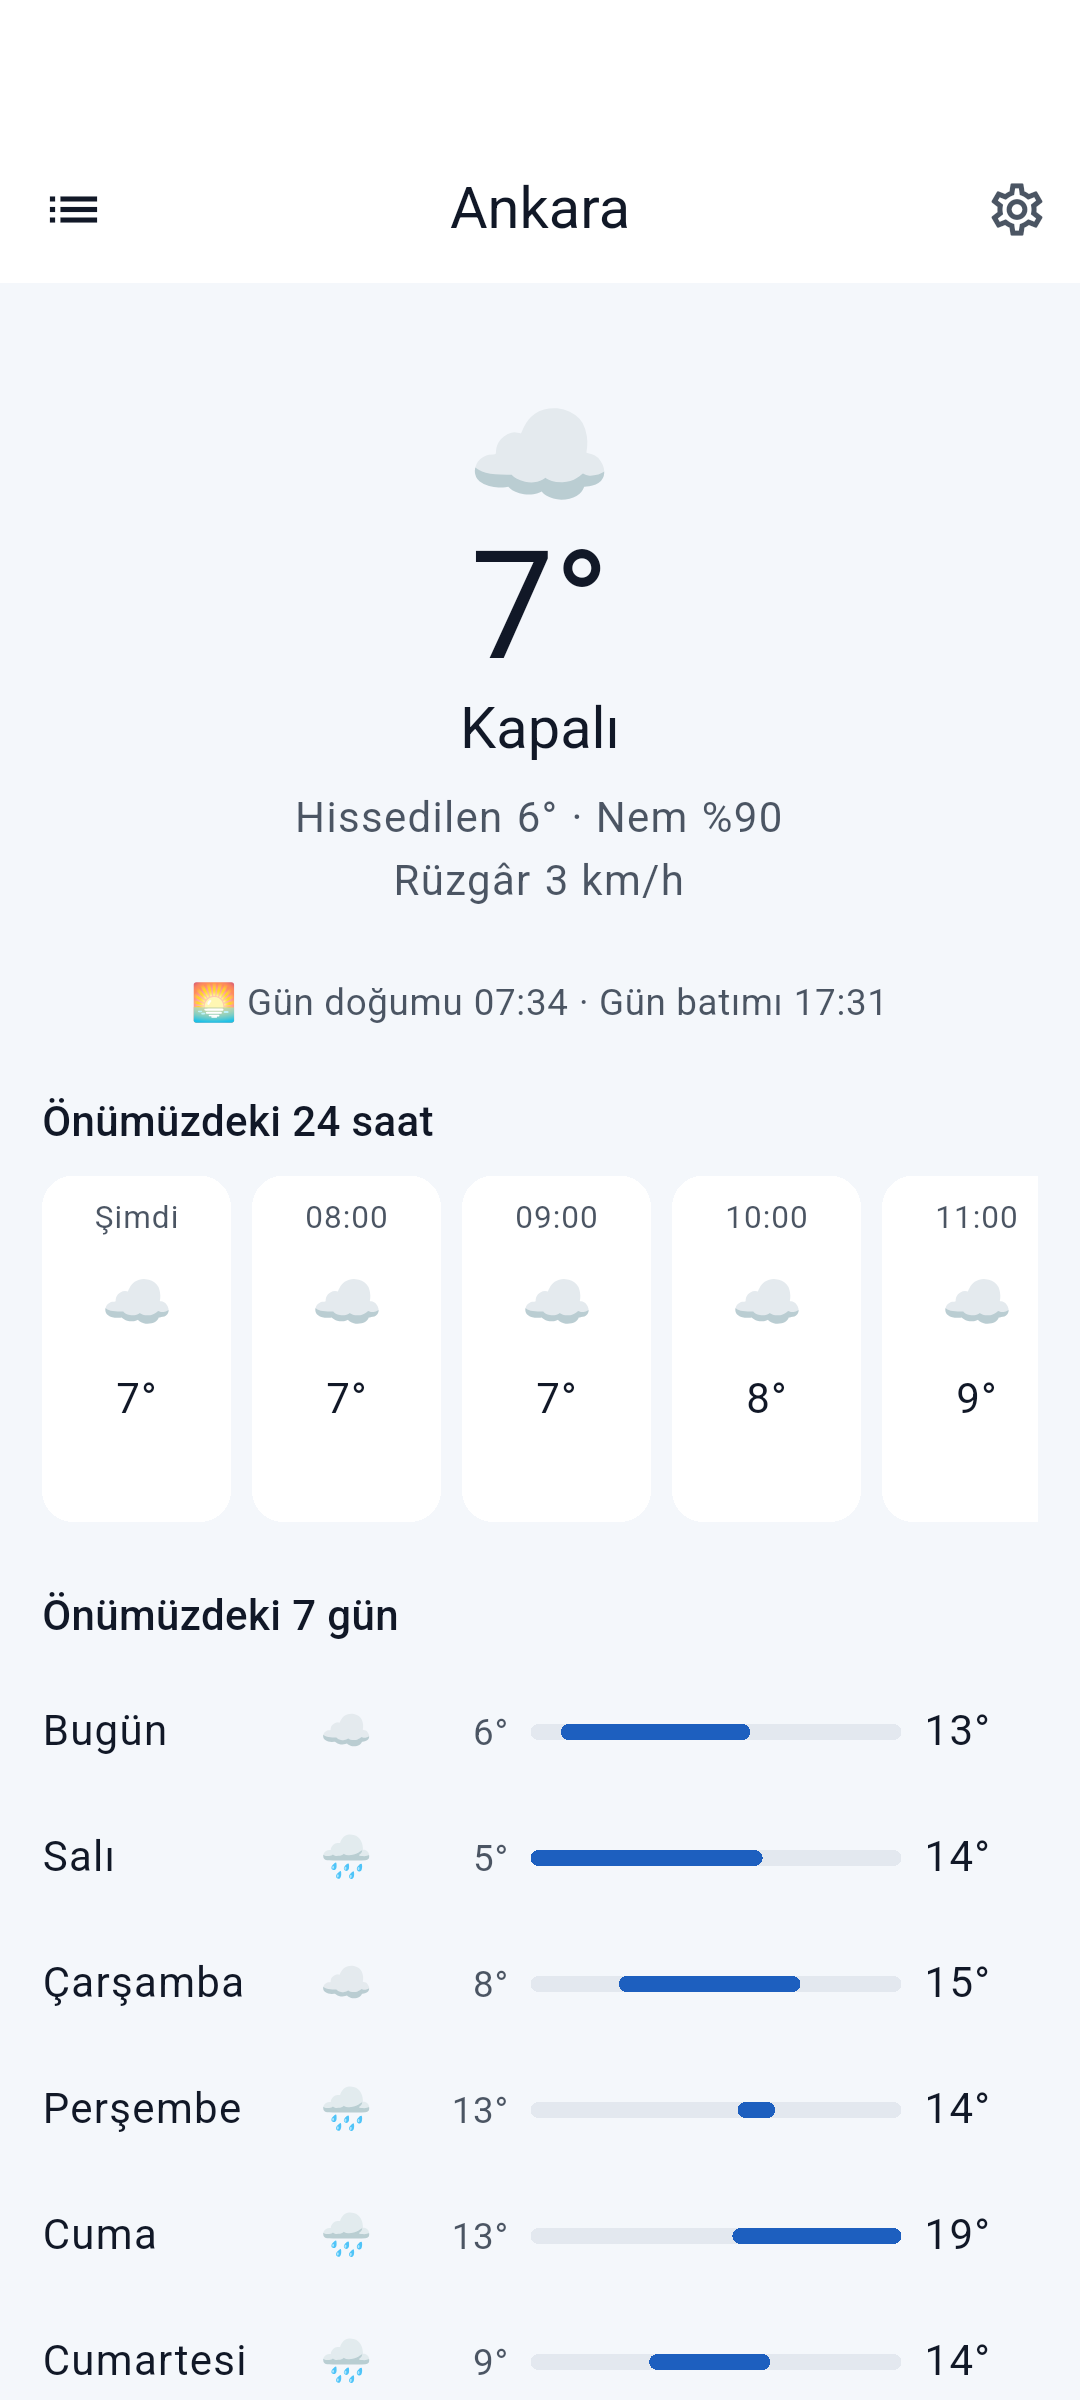 Ankara
7°
Kapalı
Hissedilen 6° · Nem %90
Rüzgâr 3 km/h
Gün doğumu 07:34 · Gün batımı 17:31
Önümüzdeki 24 saat
Şimdi 08:00 09:00 10:00 11:00
7° 7° 7° 8° 9°
Önümüzdeki 7 gün
Bugün 6° 13°
Salı 5° 14°
Çarşamba 8° 15°
Perşembe 13° 14°
Cuma 13° 19°
Cumartesi 9° 14°